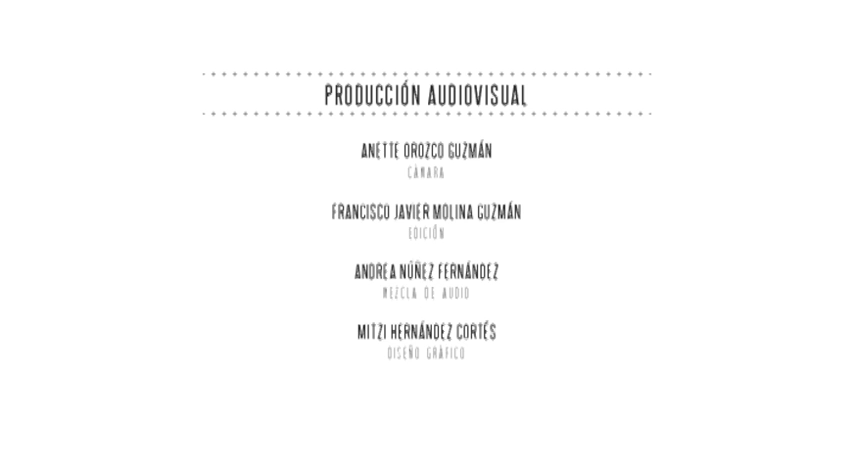 PRODUCCIÓN AUDIOVISUAL
ANETTE OROZCO GUZMÁN
CÁMARA
FRANCISCO JAVIER MOLINA GUZMÁN
EDICIÓN
ANDREA NÚÑEZ FERNÁNDEZ
MEZCLA DE AUDIO
MITZI HERNÁNDEZ CORTÉS
DISEÑO GRÁFICO